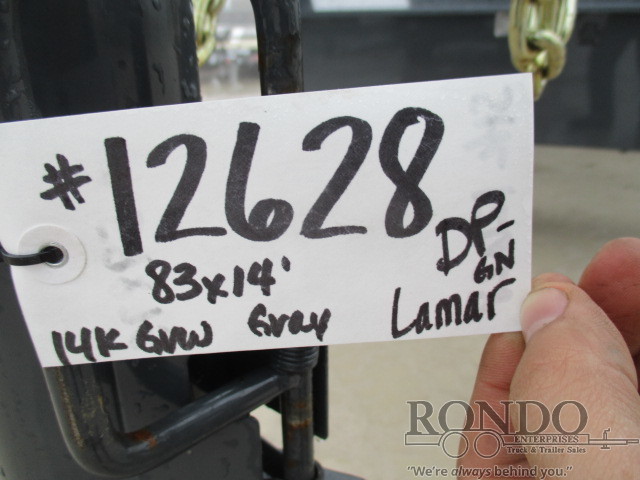 #12628
DP-
GN
83x14'
14K GVW Gray Lamar
RONDO
ENTERPRISES
Truck & Trailer Sales
"We're always behind you."